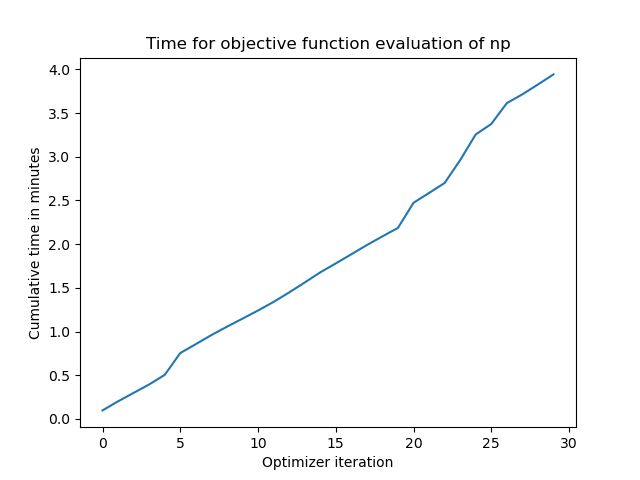 Time for objective function evaluation of np
4.0
3.5
3.0
2.5
2.0
1.5
1.0
0.5
0.0
Cumulative time in minutes
0 5 10 15 20 25 30
Optimizer iteration